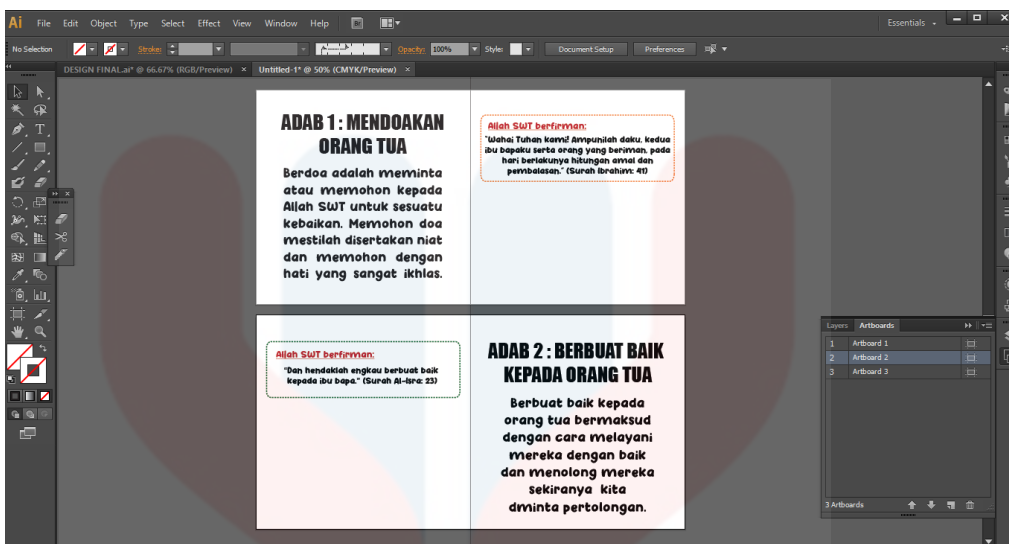 Ai File Edit Object Type Select Effect View Window Help Br Essentials
No Selection Stroke: Opacity: 100% Style: Document Setup Preferences
DESIGN FINAL.ai* @ 66.67% (RGB/Preview) × Untitled-1* @ 50% (CMYK/Preview) ×
ADAB 1 : MENDOAKAN
ORANG TUA
Berdoa adalah meminta
atau memohon kepada
Allah SWT untuk sesuatu
kebaikan. Memohon doa
mestilah disertakan niat
dan memohon dengan
hati yang sangat ikhlas.
Allah SWT berfirman:
"Wahai Tuhan kami! Ampunilah daku, kedua
ibu bapaku serta orang yang beriman, pada
hari berlakunya hitungan amal dan
pembalasan." (Surah Ibrahim: 41)
Allah SWT berfirman:
"Dan hendaklah engkau berbuat baik
kepada ibu bapa." (Surah Al-Isra: 23)
ADAB 2 : BERBUAT BAIK
KEPADA ORANG TUA
Berbuat baik kepada
orang tua bermaksud
dengan cara melayani
mereka dengan baik
dan menolong mereka
sekiranya kita
dminta pertolongan.
Layers Artboards
1 Artboard 1
2 Artboard 2
3 Artboard 3
3 Artboards